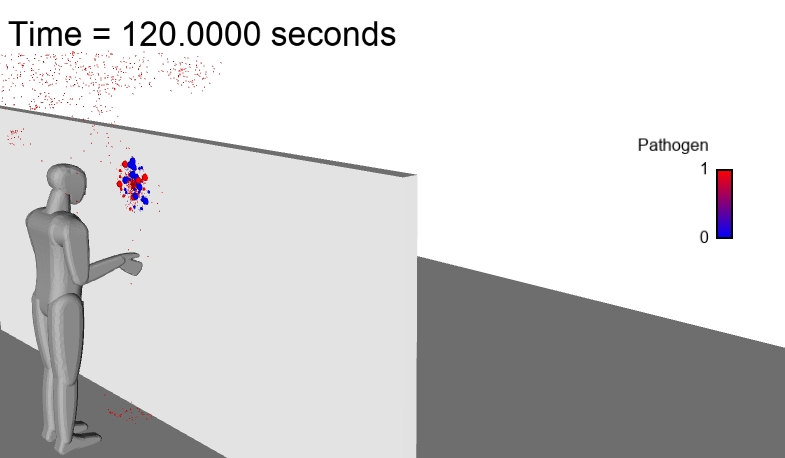 Time = 120.0000 seconds
Pathogen
1
0